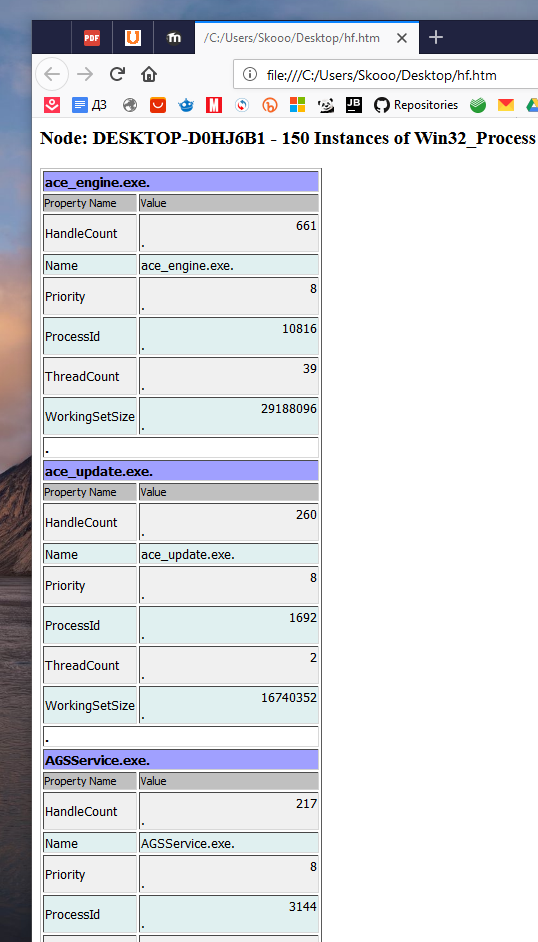 PDF
/C:/Users/Skooo/Desktop/hf.htm
file:///C:/Users/Skooo/Desktop/hf.htm
ДЗ
M
JB
Repositories
Node: DESKTOP-D0HJ6B1 - 150 Instances of Win32_Process
ace_engine.exe.
Property Name Value
HandleCount 661
.
Name ace_engine.exe.
Priority 8
.
ProcessId 10816
.
ThreadCount 39
.
WorkingSetSize 29188096
.
.
ace_update.exe.
Property Name Value
HandleCount 260
.
Name ace_update.exe.
Priority 8
.
ProcessId 1692
.
ThreadCount 2
.
WorkingSetSize 16740352
.
.
AGSService.exe.
Property Name Value
HandleCount 217
.
Name AGSService.exe.
Priority 8
.
ProcessId 3144
.